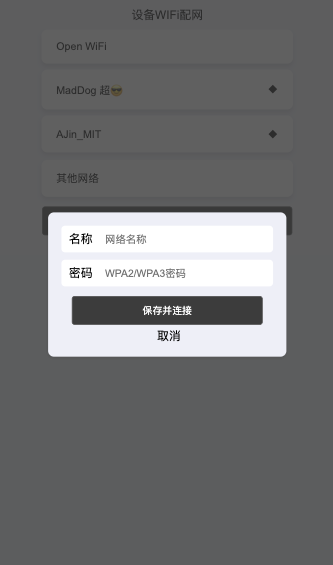 设备WIFi配网
Open WiFi
MadDog 超😎
AJin_MIT
其他网络
名称 网络名称
密码 WPA2/WPA3密码
保存并连接
取消